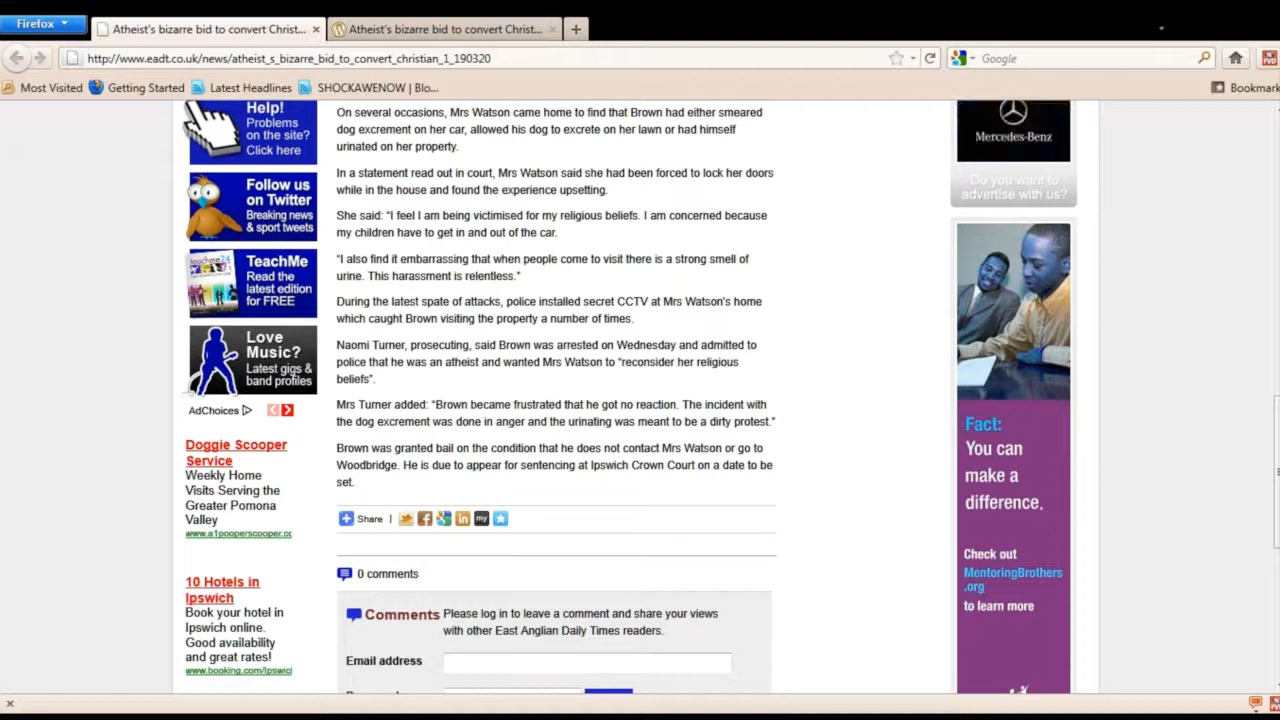 Firefox
Atheist's bizarre bid to convert Christ...
Atheist's bizarre bid to convert Christ...
http://www.eadt.co.uk/news/atheist_s_bizarre_bid_to_convert_christian_1_190320
Google
Most Visited
Getting Started
Latest Headlines
SHOCKAWENOW | Blo...
Bookmark
Help!
Problems
on the site?
Click here
Follow us
on Twitter
Breaking news
& sport tweets
TeachMe
Read the
latest edition
for FREE
Love
Music?
Latest gigs &
band profiles
AdChoices
Doggie Scooper
Service
Weekly Home
Visits Serving the
Greater Pomona
Valley
www.a1pooperscooper.cc
10 Hotels in
Ipswich
Book your hotel in
Ipswich online.
Good availability
and great rates!
www.booking.com/Ipswich
On several occasions, Mrs Watson came home to find that Brown had either smeared
dog excrement on her car, allowed his dog to excrete on her lawn or had himself
urinated on her property.
In a statement read out in court, Mrs Watson said she had been forced to lock her doors
while in the house and found the experience upsetting.
She said: “I feel I am being victimised for my religious beliefs. I am concerned because
my children have to get in and out of the car.
“I also find it embarrassing that when people come to visit there is a strong smell of
urine. This harassment is relentless.”
During the latest spate of attacks, police installed secret CCTV at Mrs Watson's home
which caught Brown visiting the property a number of times.
Naomi Turner, prosecuting, said Brown was arrested on Wednesday and admitted to
police that he was an atheist and wanted Mrs Watson to “reconsider her religious
beliefs”.
Mrs Turner added: “Brown became frustrated that he got no reaction. The incident with
the dog excrement was done in anger and the urinating was meant to be a dirty protest.”
Brown was granted bail on the condition that he does not contact Mrs Watson or go to
Woodbridge. He is due to appear for sentencing at Ipswich Crown Court on a date to be
set.
Share |
my
0 comments
Comments Please log in to leave a comment and share your views
with other East Anglian Daily Times readers.
Email address
Mercedes-Benz
Do you want to
advertise with us?
Fact:
You can
make a
difference.
Check out
MentoringBrothers
.org
to learn more